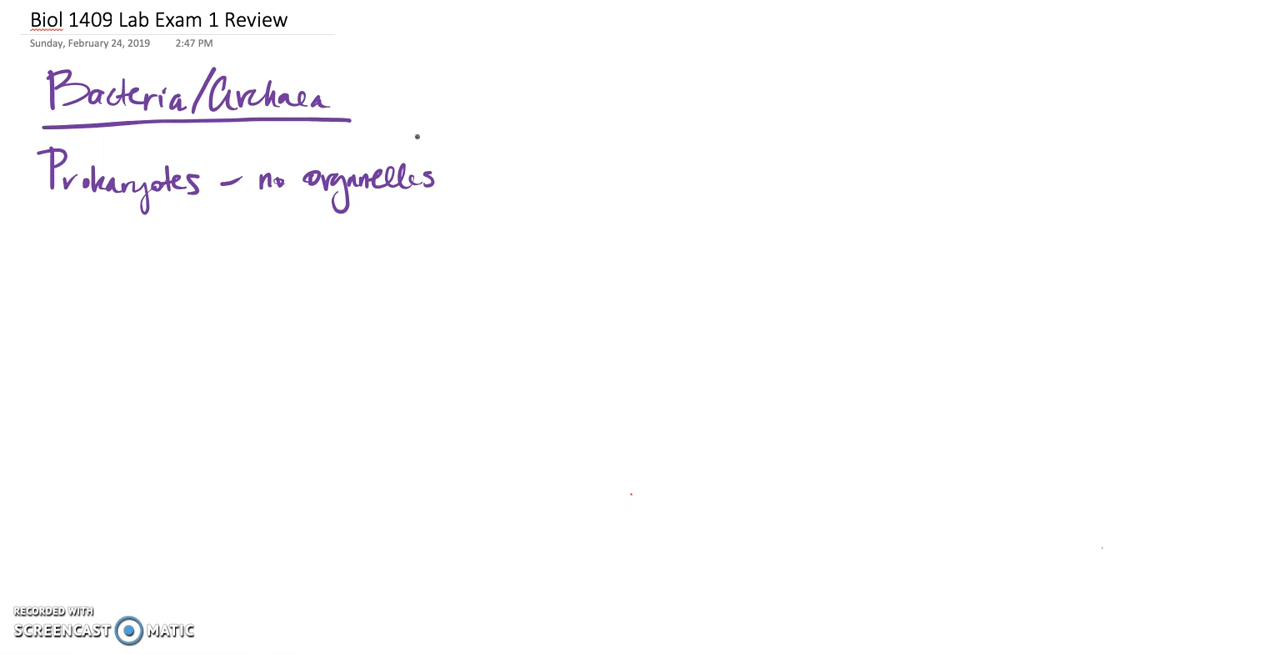 Biol 1409 Lab Exam 1 Review
Sunday, February 24, 2019 2:47 PM
Bacteria/Archaea
Prokaryotes - no organelles
RECORDED WITH
SCREENCAST MATIC